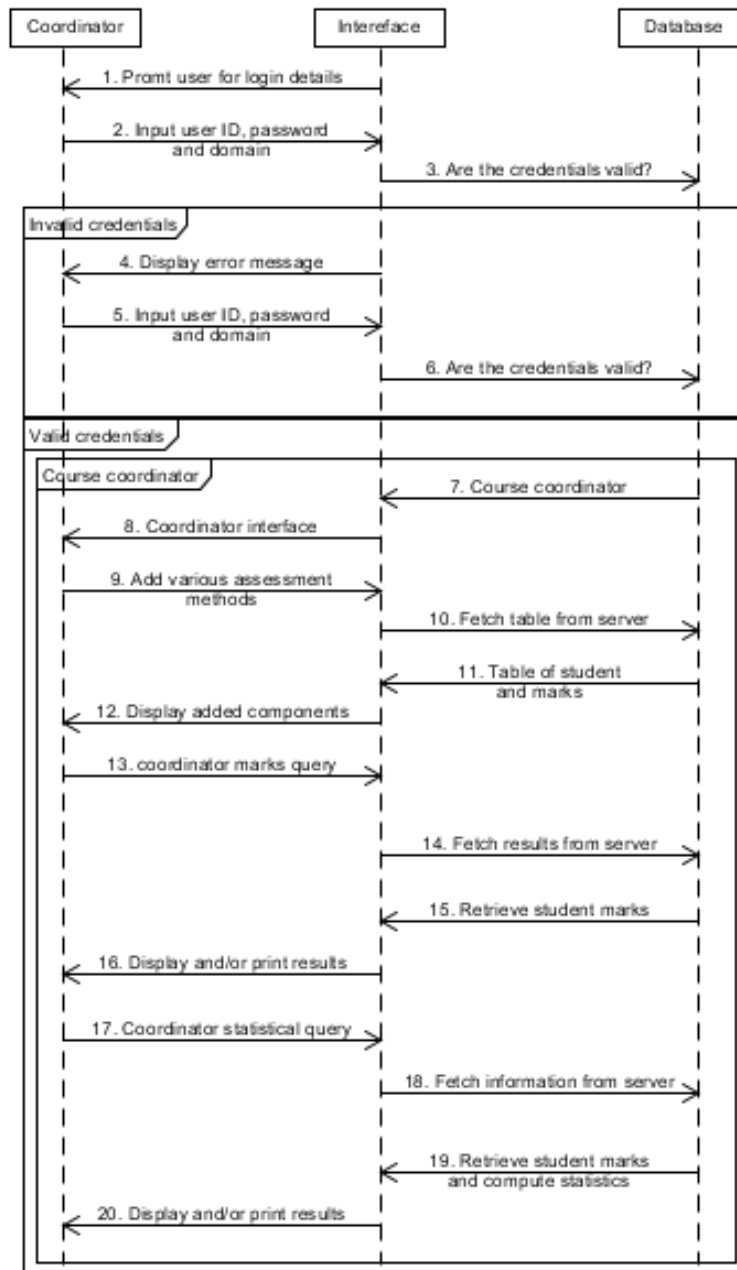 Coordinator
Intereface
Database
1. Promt user for login details
2. Input user ID, password
and domain
3. Are the credentials valid?
Invalid credentials
4. Display error message
5. Input user ID, password
and domain
6. Are the credentials valid?
Valid credentials
Course coordinator
7. Course coordinator
8. Coordinator interface
9. Add various assessment
methods
10. Fetch table from server
11. Table of student
and marks
12. Display added components
13. coordinator marks query
14. Fetch results from server
15. Retrieve student marks
16. Display and/or print results
17. Coordinator statistical query
18. Fetch information from server
19. Retrieve student marks
and compute statistics
20. Display and/or print results